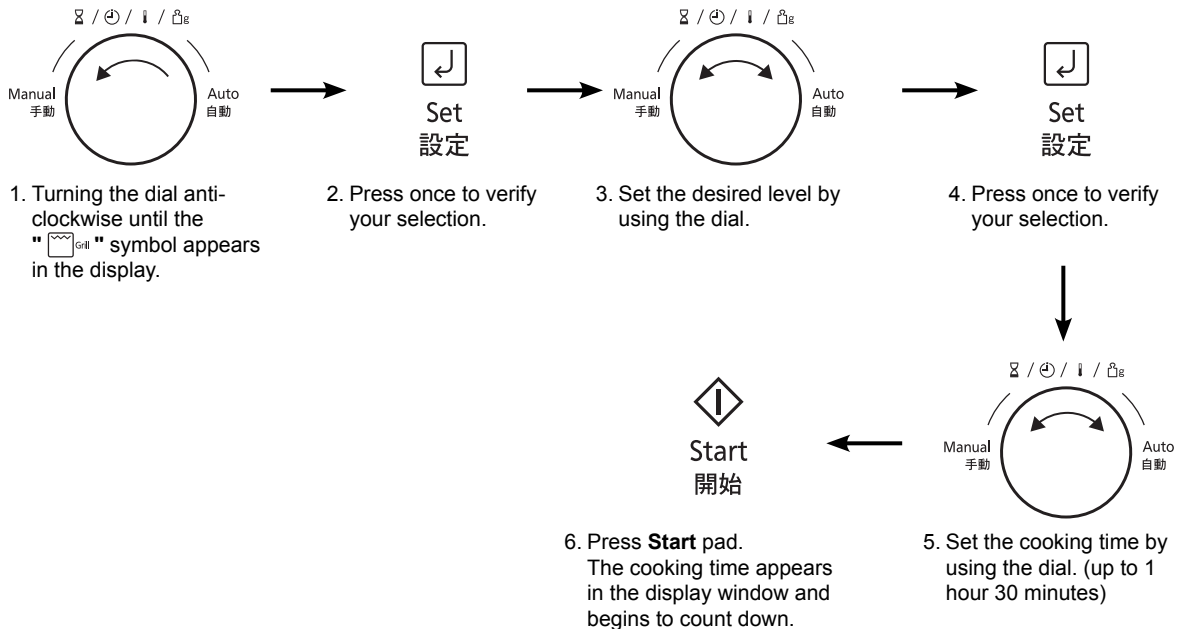 Manual
手動
Auto
自動
1. Turning the dial anti-
clockwise until the
" Grill " symbol appears
in the display.
Set
設定
2. Press once to verify
your selection.
Manual
手動
Auto
自動
3. Set the desired level by
using the dial.
Set
設定
4. Press once to verify
your selection.
Manual
手動
Auto
自動
5. Set the cooking time by
using the dial. (up to 1
hour 30 minutes)
Start
開始
6. Press Start pad.
The cooking time appears
in the display window and
begins to count down.